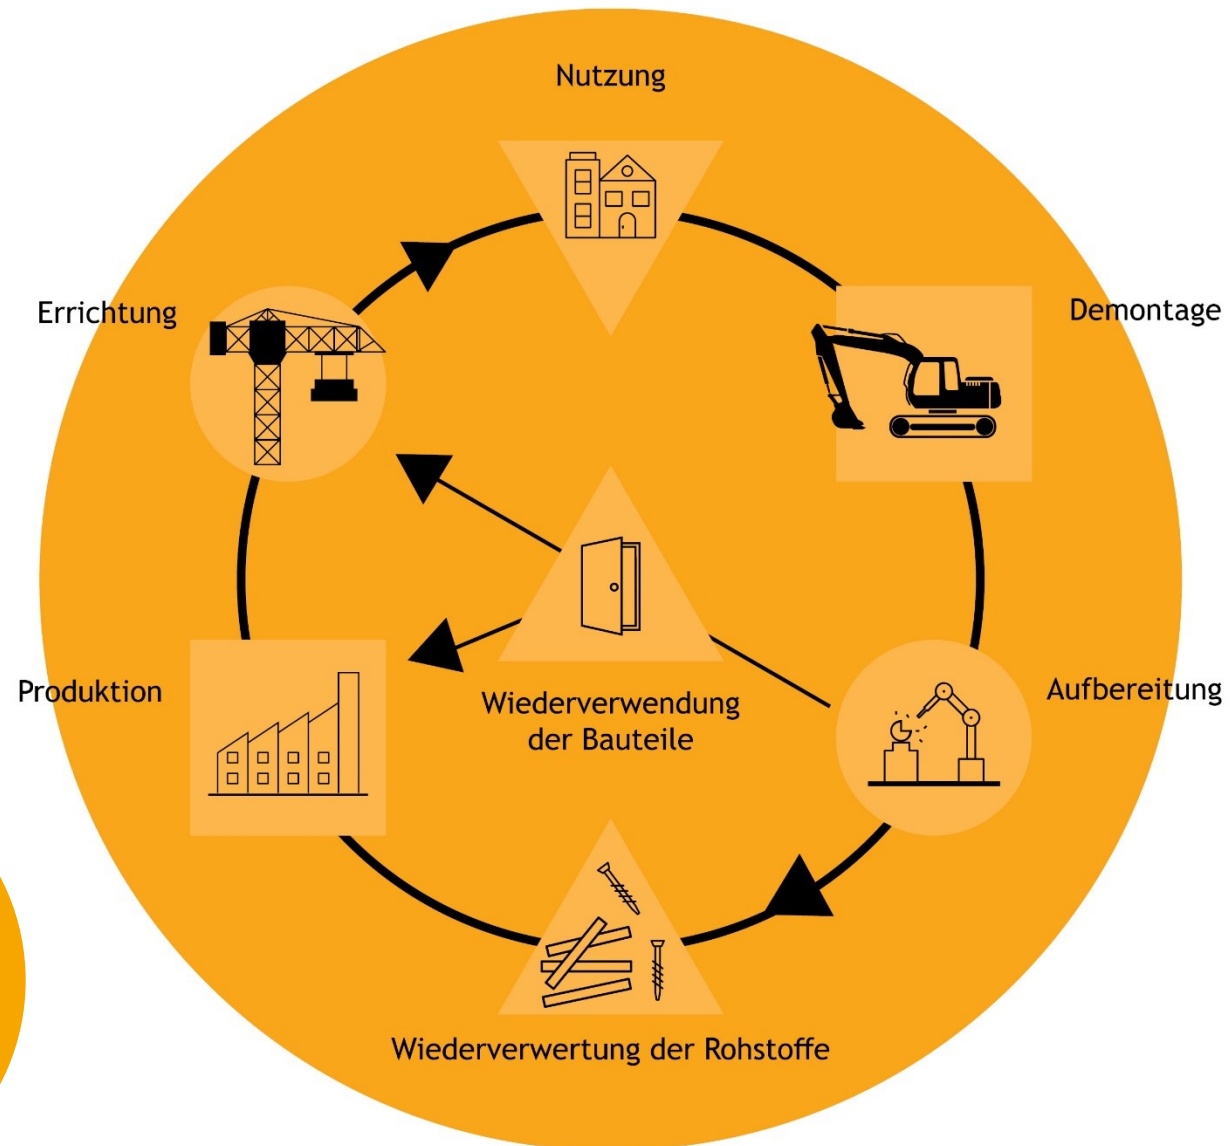 Nutzung
Errichtung
Demontage
Produktion
Wiederverwendung
der Bauteile
Aufbereitung
Wiederverwertung der Rohstoffe